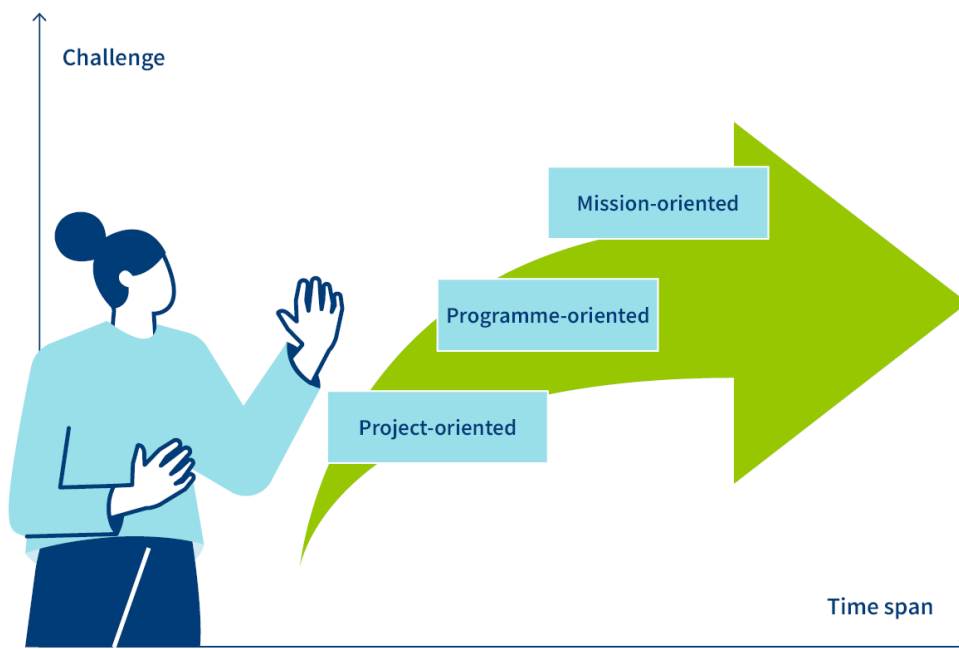 Challenge
Mission-oriented
Programme-oriented
Project-oriented
Time span